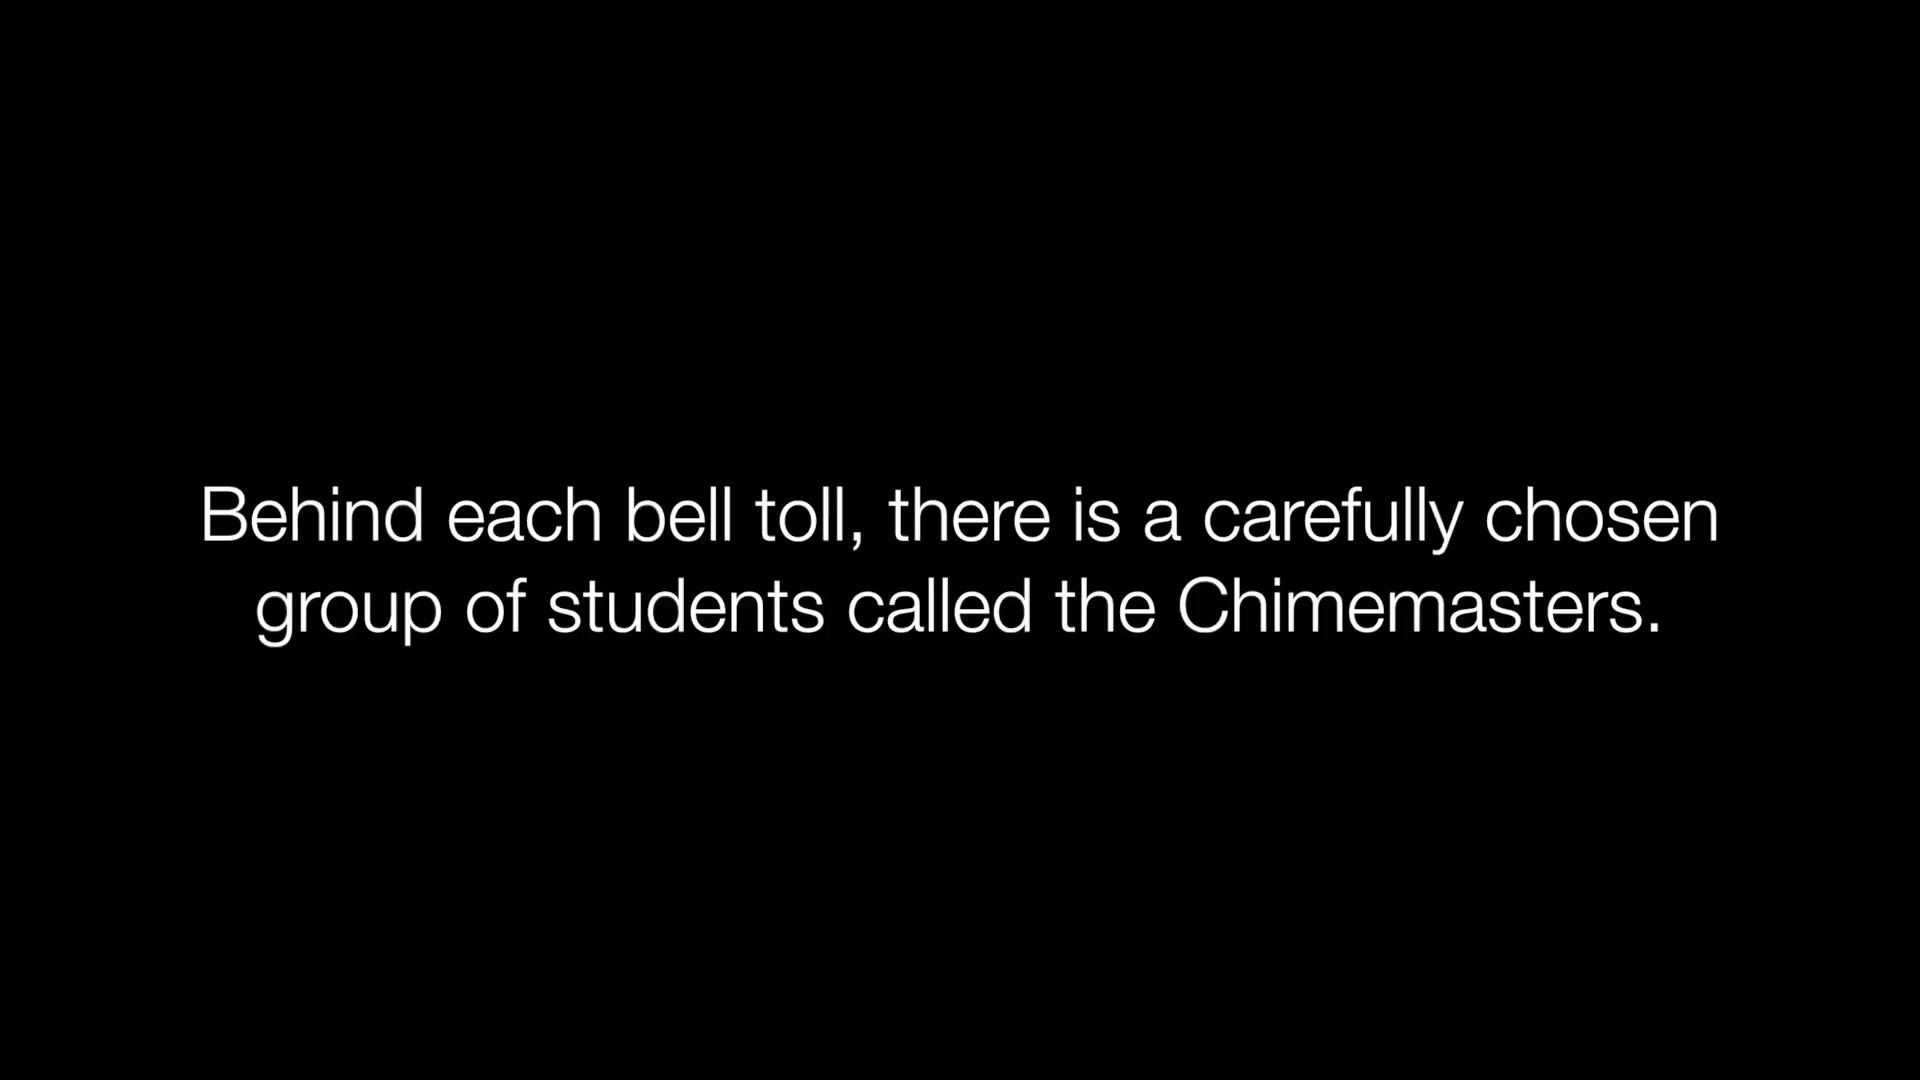 Behind each bell toll, there is a carefully chosen
group of students called the Chimemasters.